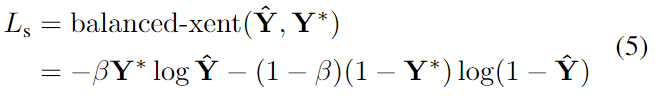 L_s = balanced-xent(Ŷ, Y*)
= −βY* log Ŷ − (1 − β)(1 − Y*) log(1 − Ŷ) (5)